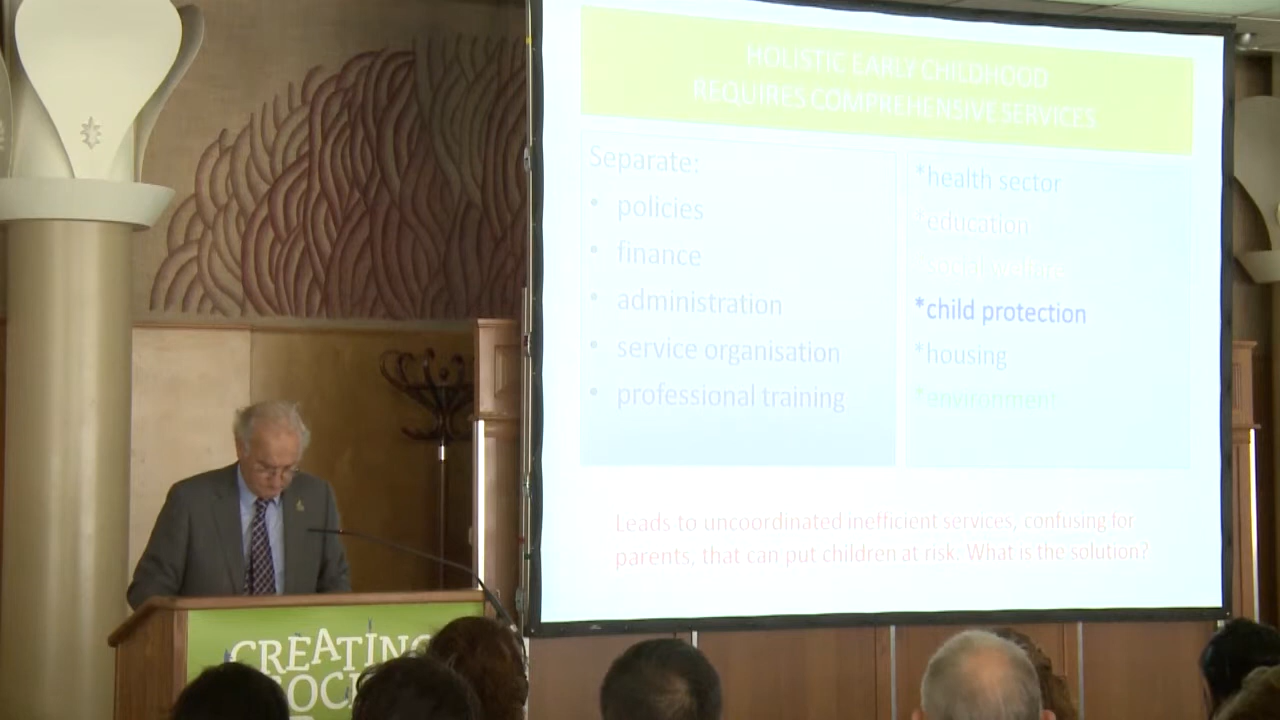 HOLISTIC EARLY CHILDHOOD
REQUIRES COMPREHENSIVE SERVICES
Separate:
• policies
• finance
• administration
• service organisation
• professional training
*health sector
*education
*social welfare
*child protection
*housing
*environment
Leads to uncoordinated inefficient services, confusing for
parents, that can put children at risk. What is the solution?
CREATING